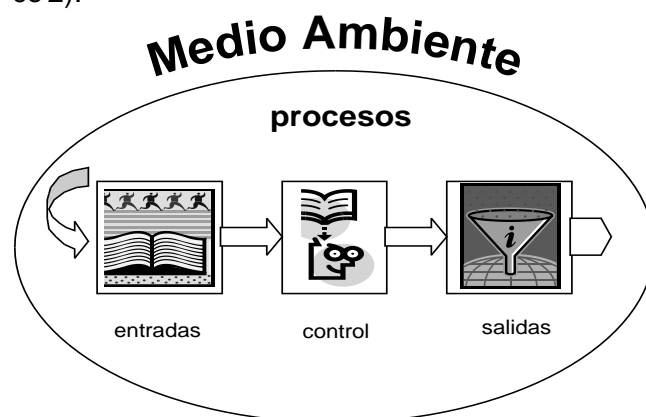 Medio Ambiente
procesos
i
entradas
control
salidas